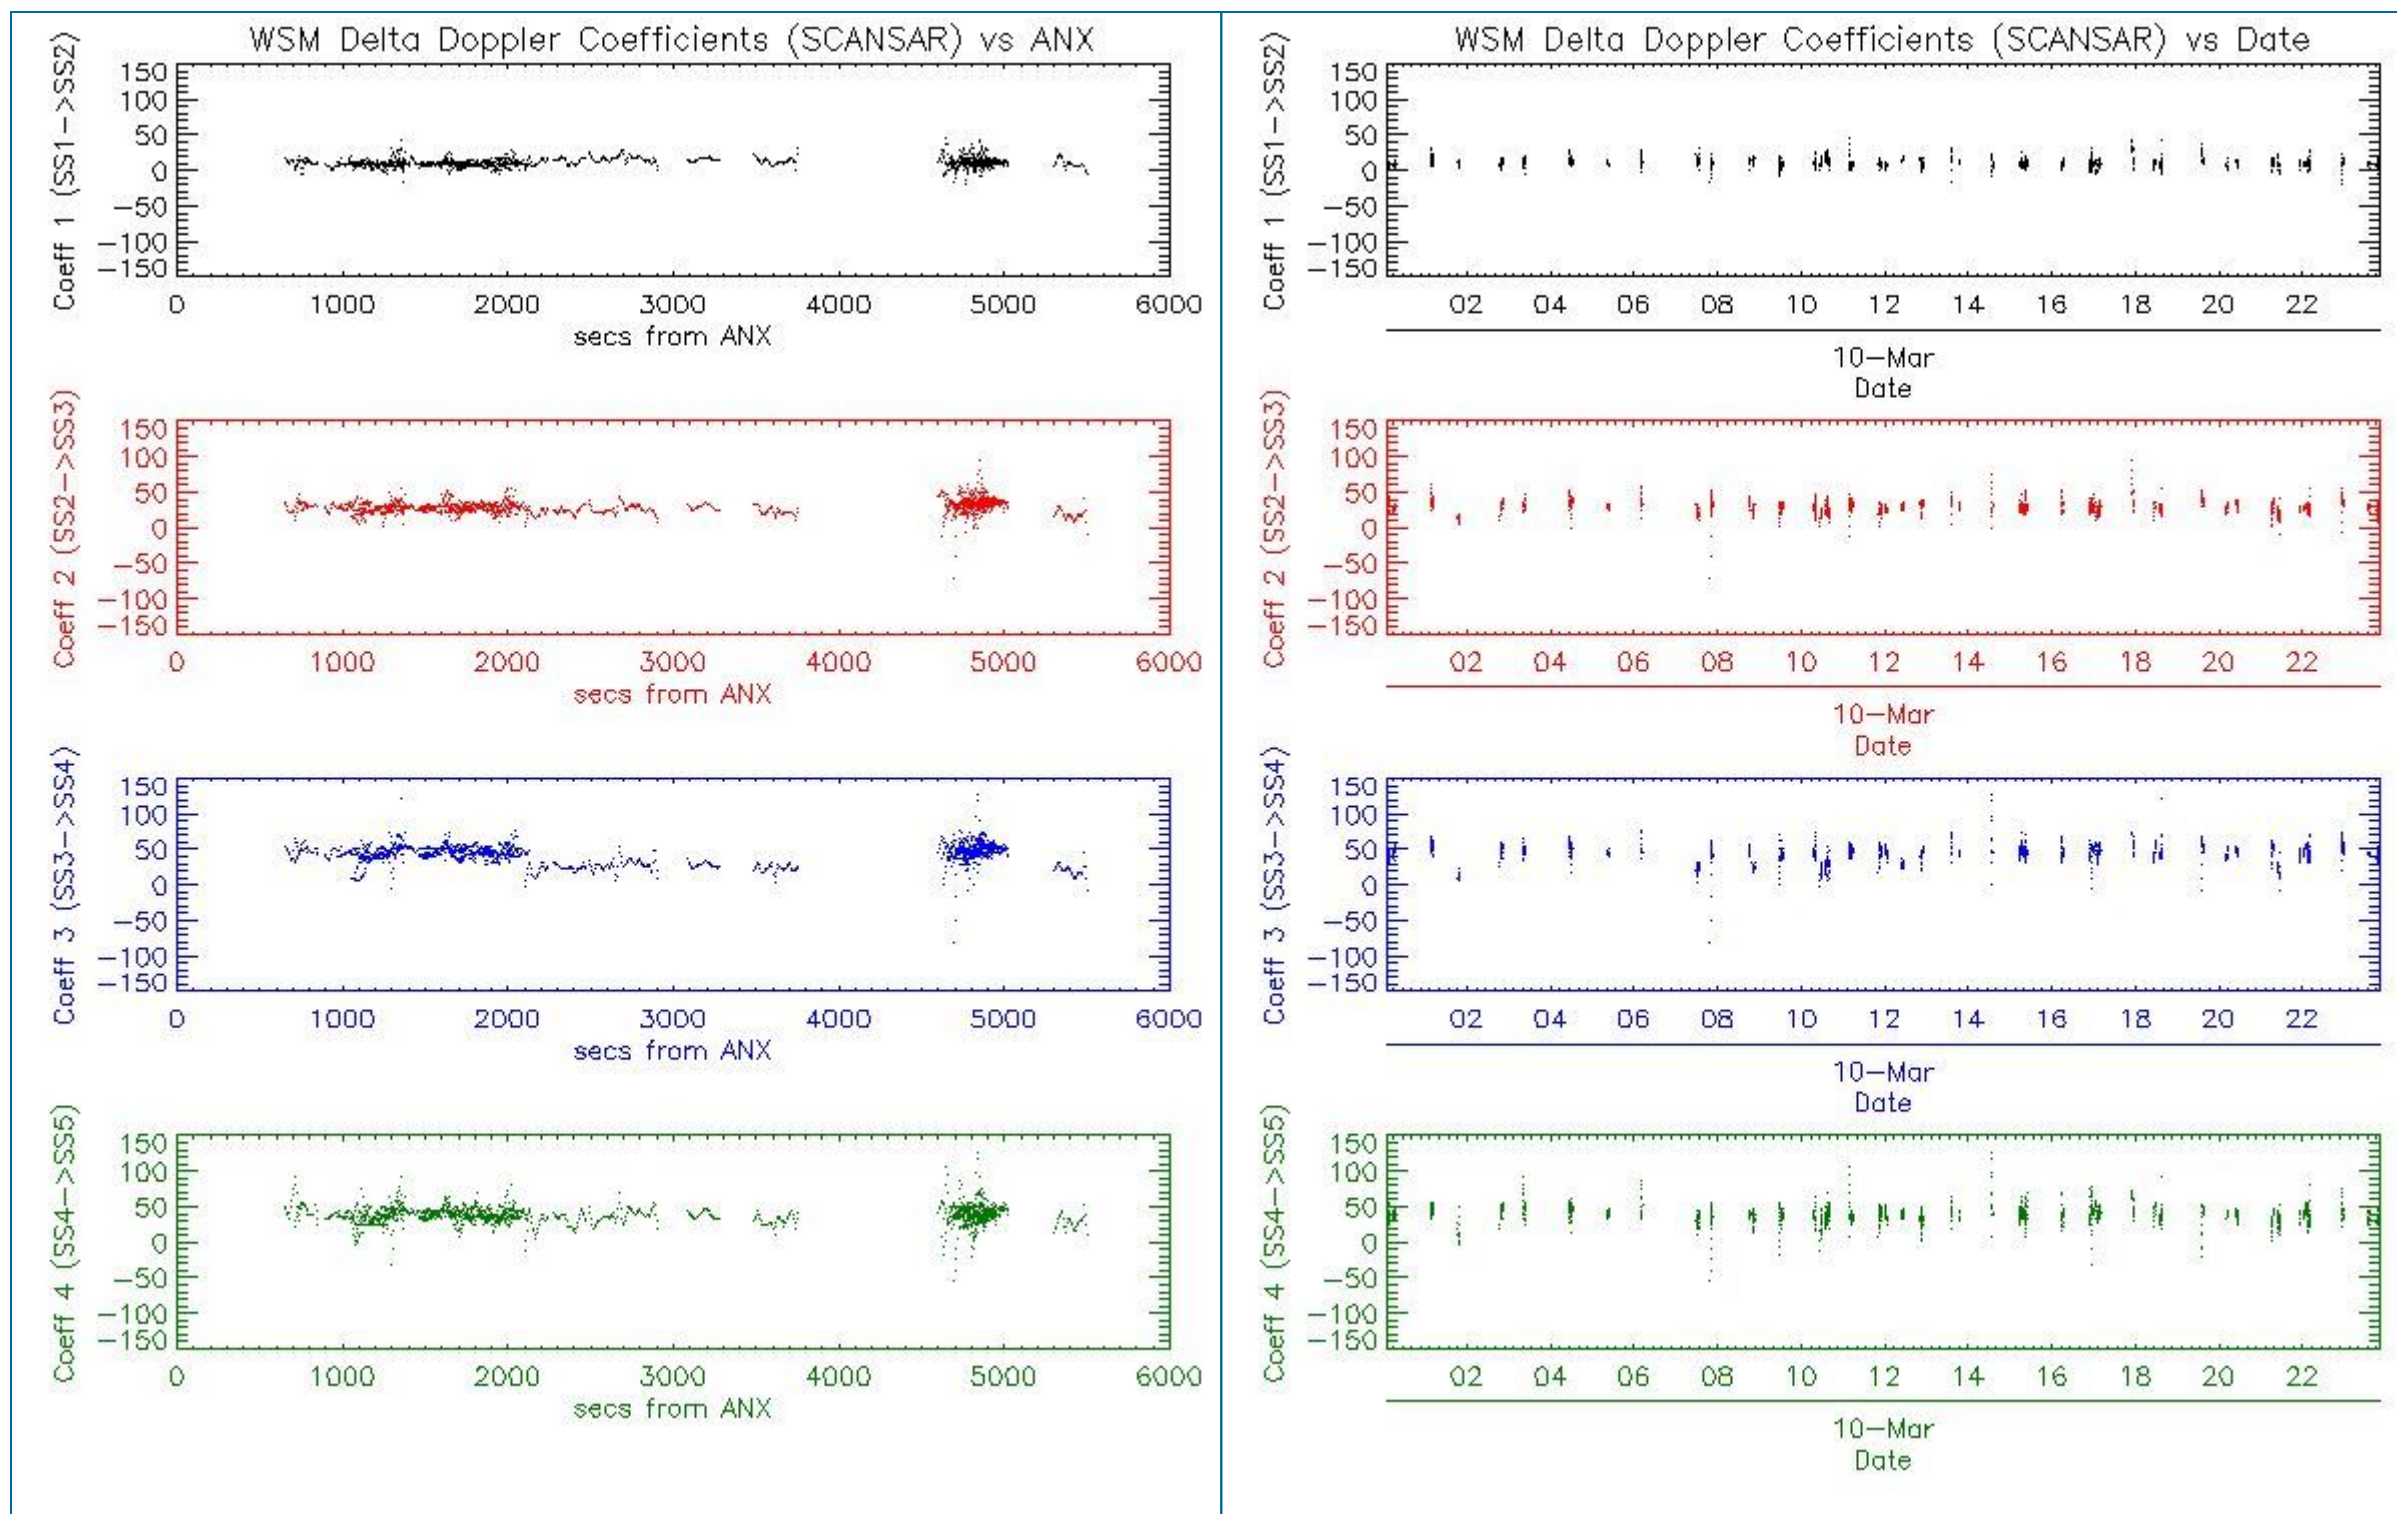 WSM Delta Doppler Coefficients (SCANSAR) vs ANX
Coeff 1 (SS1->SS2)
150
100
50
0
-50
-100
-150
0 1000 2000 3000 4000 5000 6000
secs from ANX
Coeff 2 (SS2->SS3)
150
100
50
0
-50
-100
-150
0 1000 2000 3000 4000 5000 6000
secs from ANX
Coeff 3 (SS3->SS4)
150
100
50
0
-50
-100
-150
0 1000 2000 3000 4000 5000 6000
secs from ANX
Coeff 4 (SS4->SS5)
150
100
50
0
-50
-100
-150
0 1000 2000 3000 4000 5000 6000
secs from ANX
WSM Delta Doppler Coefficients (SCANSAR) vs Date
Coeff 1 (SS1->SS2)
150
100
50
0
-50
-100
-150
02 04 06 08 10 12 14 16 18 20 22
10-Mar
Date
Coeff 2 (SS2->SS3)
150
100
50
0
-50
-100
-150
02 04 06 08 10 12 14 16 18 20 22
10-Mar
Date
Coeff 3 (SS3->SS4)
150
100
50
0
-50
-100
-150
02 04 06 08 10 12 14 16 18 20 22
10-Mar
Date
Coeff 4 (SS4->SS5)
150
100
50
0
-50
-100
-150
02 04 06 08 10 12 14 16 18 20 22
10-Mar
Date